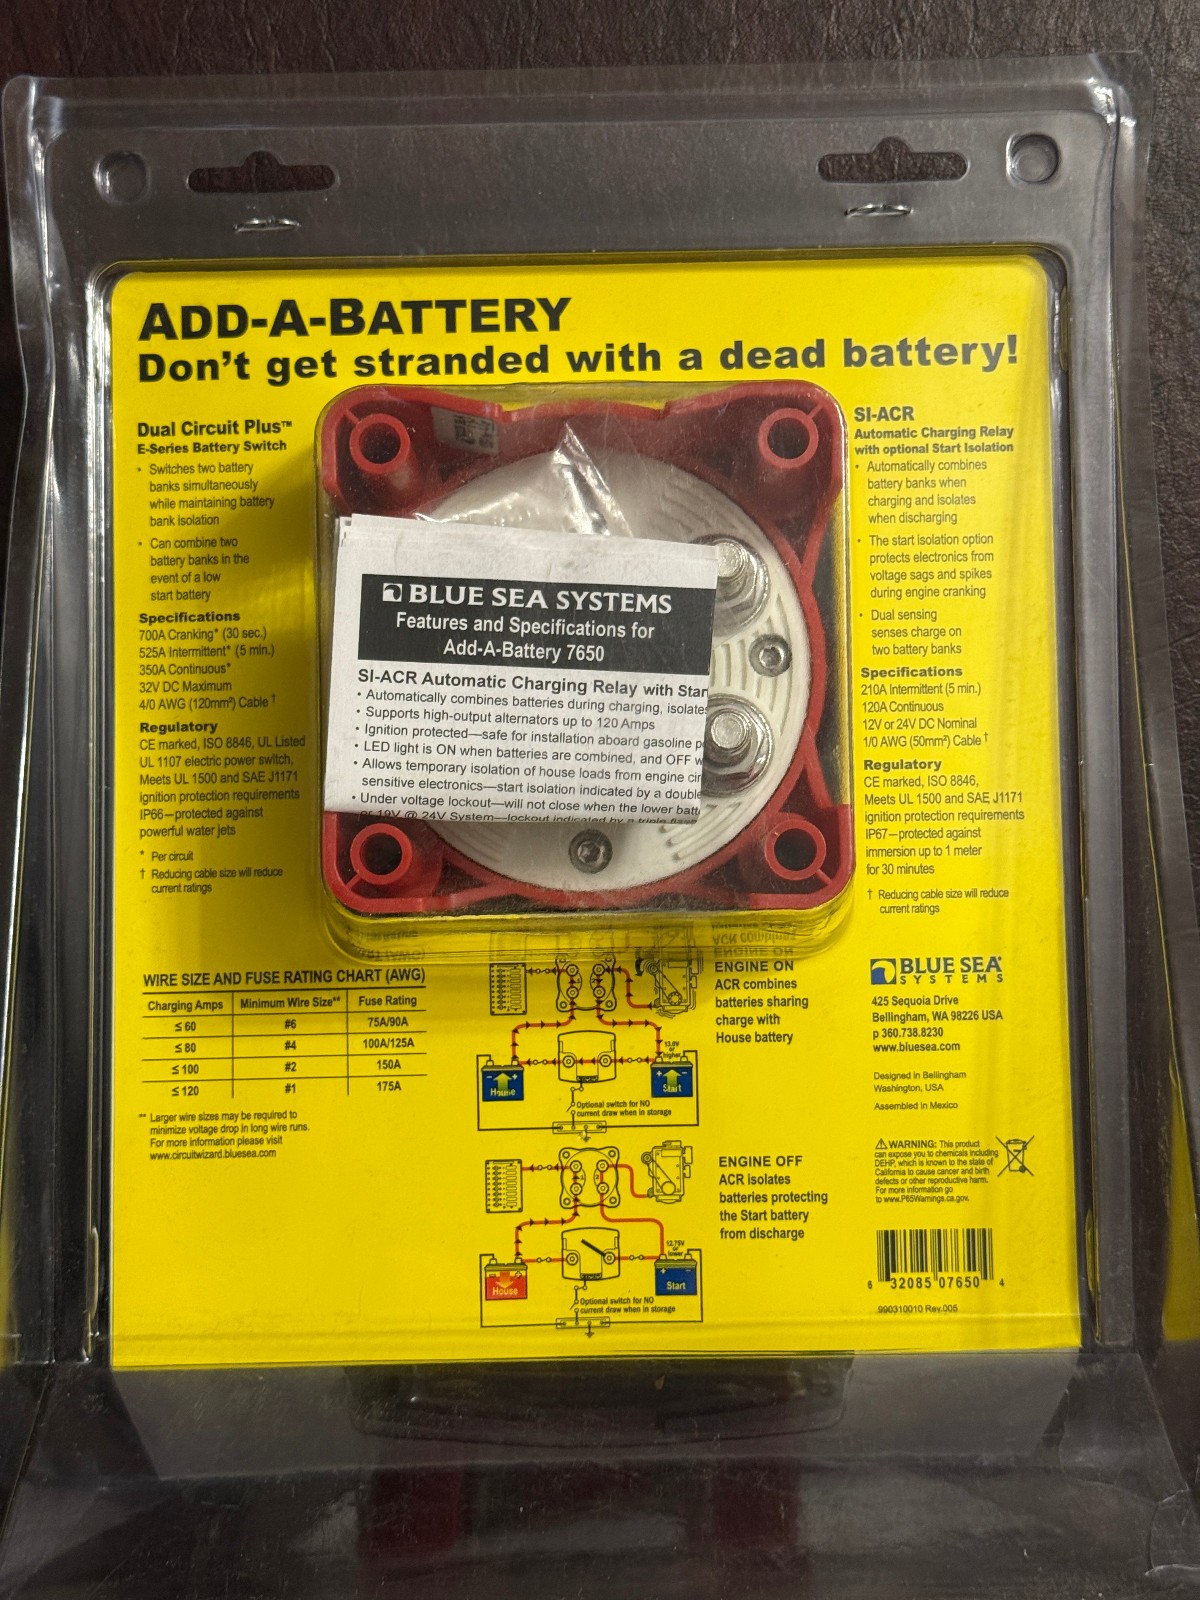 ADD-A-BATTERY
Don't get stranded with a dead battery!
Dual Circuit Plus™
E-Series Battery Switch
• Switches two battery
banks simultaneously
while maintaining battery
bank isolation
• Can combine two
battery banks in the
event of a low
start battery
Specifications
700A Cranking* (30 sec.)
525A Intermittent* (5 min.)
350A Continuous*
32V DC Maximum
4/0 AWG (120mm²) Cable †
Regulatory
CE marked, ISO 8846, UL Listed
UL 1107 electric power switch,
Meets UL 1500 and SAE J1171
ignition protection requirements
IP66—protected against
powerful water jets
* Per circuit
† Reducing cable size will reduce
current ratings
BLUE SEA SYSTEMS
Features and Specifications for
Add-A-Battery 7650
SI-ACR Automatic Charging Relay with Star
• Automatically combines batteries during charging, isolates
• Supports high-output alternators up to 120 Amps
• Ignition protected—safe for installation aboard gasoline p
• LED light is ON when batteries are combined, and OFF w
• Allows temporary isolation of house loads from engine cir
sensitive electronics—start isolation indicated by a double
• Under voltage lockout—will not close when the lower batt
or 19V @ 24V System—lockout indicated by a triple flas
SI-ACR
Automatic Charging Relay
with optional Start Isolation
• Automatically combines
battery banks when
charging and isolates
when discharging
• The start isolation option
protects electronics from
voltage sags and spikes
during engine cranking
• Dual sensing
senses charge on
two battery banks
Specifications
210A Intermittent (5 min.)
120A Continuous
12V or 24V DC Nominal
1/0 AWG (50mm²) Cable †
Regulatory
CE marked, ISO 8846,
Meets UL 1500 and SAE J1171
ignition protection requirements
IP67—protected against
immersion up to 1 meter
for 30 minutes
† Reducing cable size will reduce
current ratings
WIRE SIZE AND FUSE RATING CHART (AWG)
Charging Amps Minimum Wire Size** Fuse Rating
≤ 60 #6 75A/90A
≤ 80 #4 100A/125A
≤ 100 #2 150A
≤ 120 #1 175A
** Larger wire sizes may be required to
minimize voltage drop in long wire runs.
For more information please visit
www.circuitwizard.bluesea.com
ENGINE ON
ACR combines
batteries sharing
charge with
House battery
13.0V
or
higher
House
Start
Optional switch for NO
current draw when in storage
ENGINE OFF
ACR isolates
batteries protecting
the Start battery
from discharge
12.75V
or
lower
House
Start
Optional switch for NO
current draw when in storage
BLUE SEA
SYSTEMS
425 Sequoia Drive
Bellingham, WA 98226 USA
p 360.738.8230
www.bluesea.com
Designed in Bellingham
Washington, USA
Assembled in Mexico
WARNING: This product
can expose you to chemicals including
DEHP, which is known to the state of
California to cause cancer and birth
defects or other reproductive harm.
For more information go
to www.P65Warnings.ca.gov.
6 32085 07650 4
990310010 Rev.005